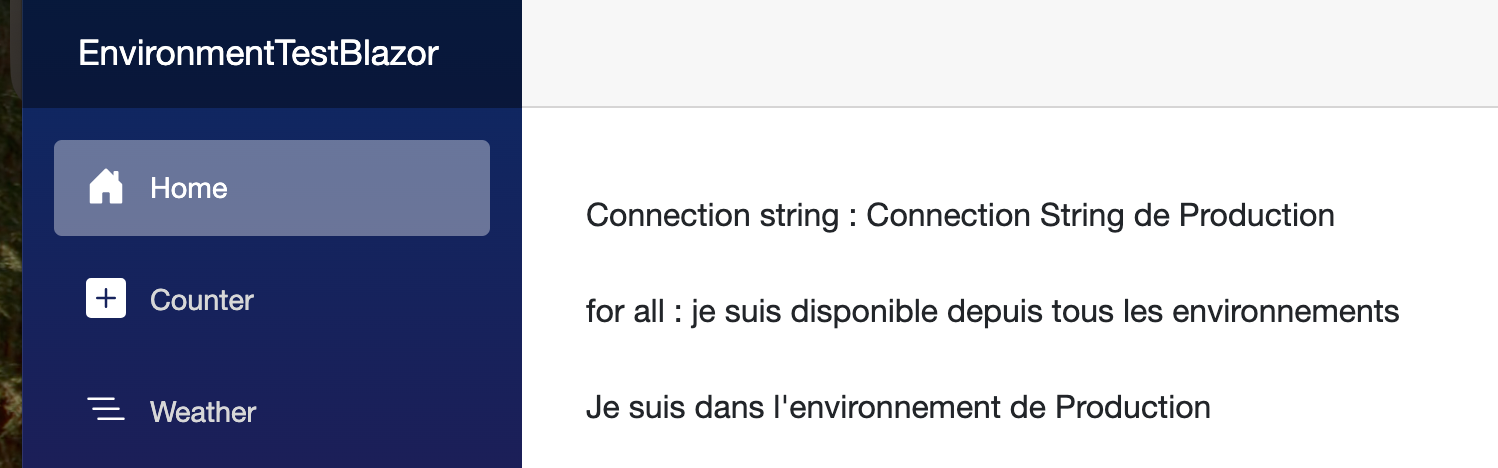 EnvironmentTestBlazor
Home
Counter
Weather
Connection string : Connection String de Production
for all : je suis disponible depuis tous les environnements
Je suis dans l'environnement de Production